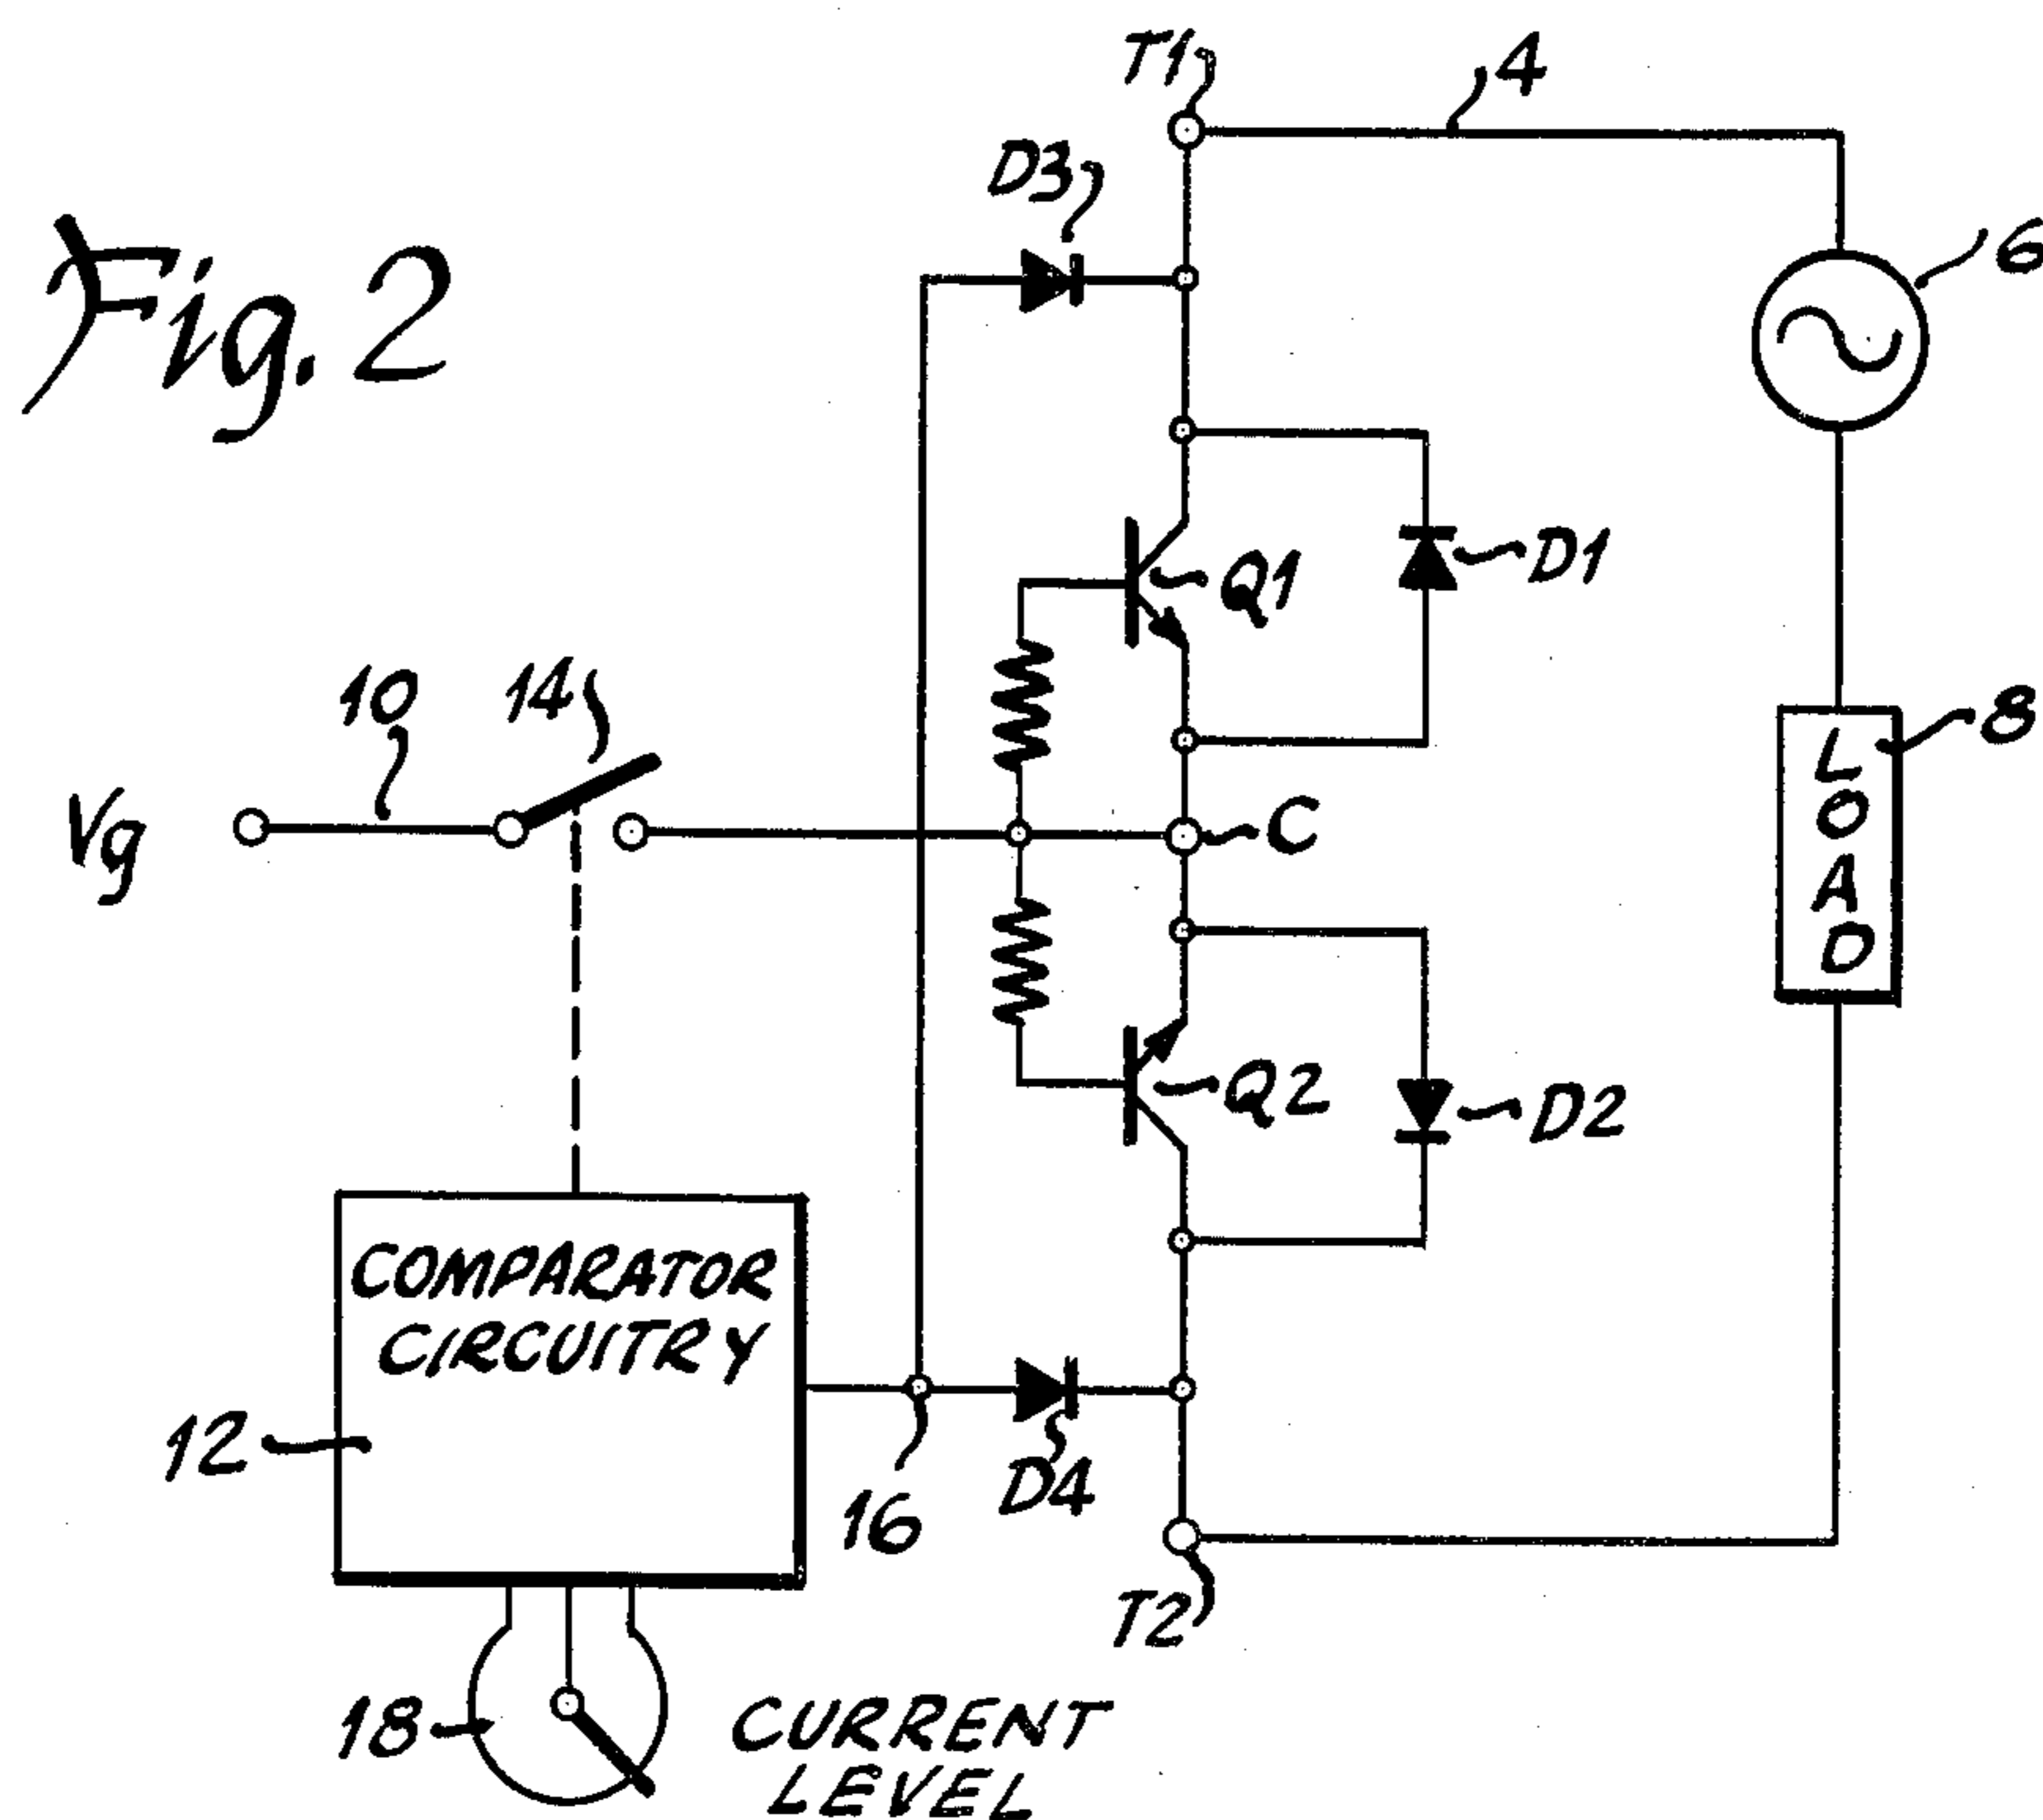 Fig. 2
T1
4
D3
6
Q1
D1
10
14
8
Vg
C
LOAD
Q2
D2
COMPARATOR
CIRCUITRY
12
16
D4
T2
18
CURRENT
LEVEL